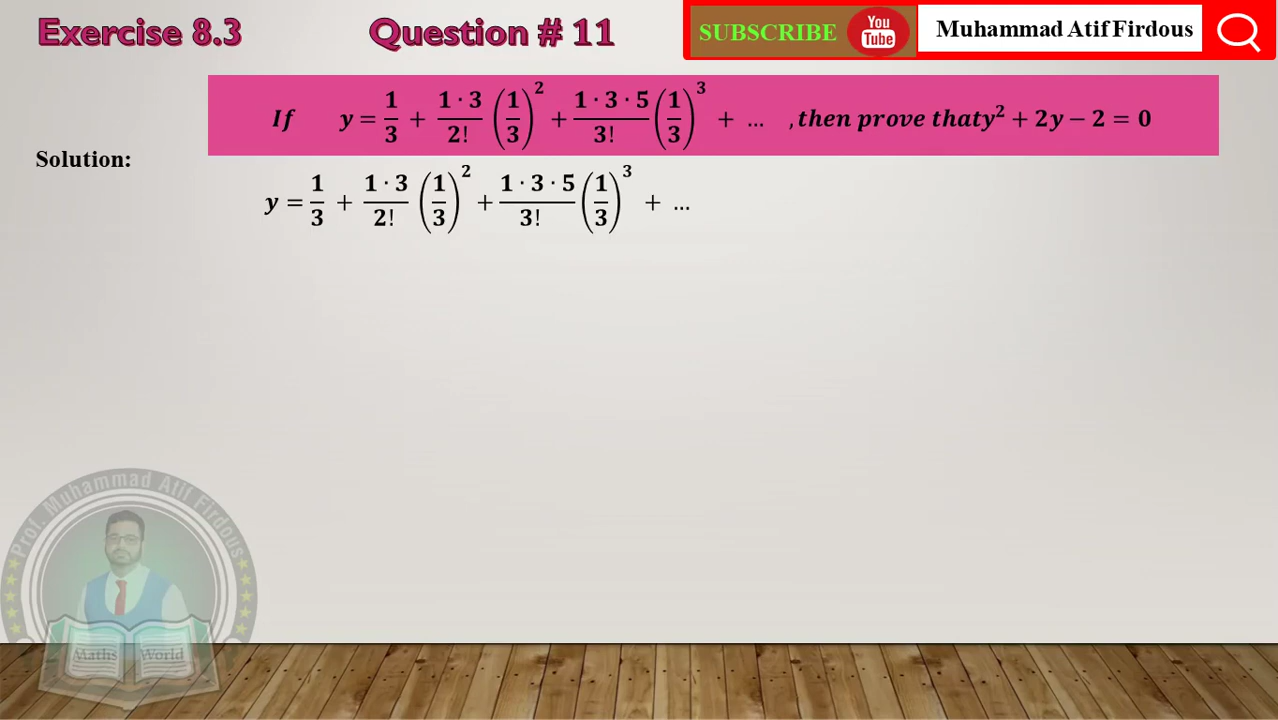 Exercise 8.3
Question # 11
SUBSCRIBE
You
Tube
Muhammad Atif Firdous
If y = 1/3 + (1·3)/2! (1/3)² + (1·3·5)/3! (1/3)³ + ... , then prove thaty² + 2y − 2 = 0
Solution:
y = 1/3 + (1·3)/2! (1/3)² + (1·3·5)/3! (1/3)³ + ...
Prof. Muhammad Atif Firdous
Maths World